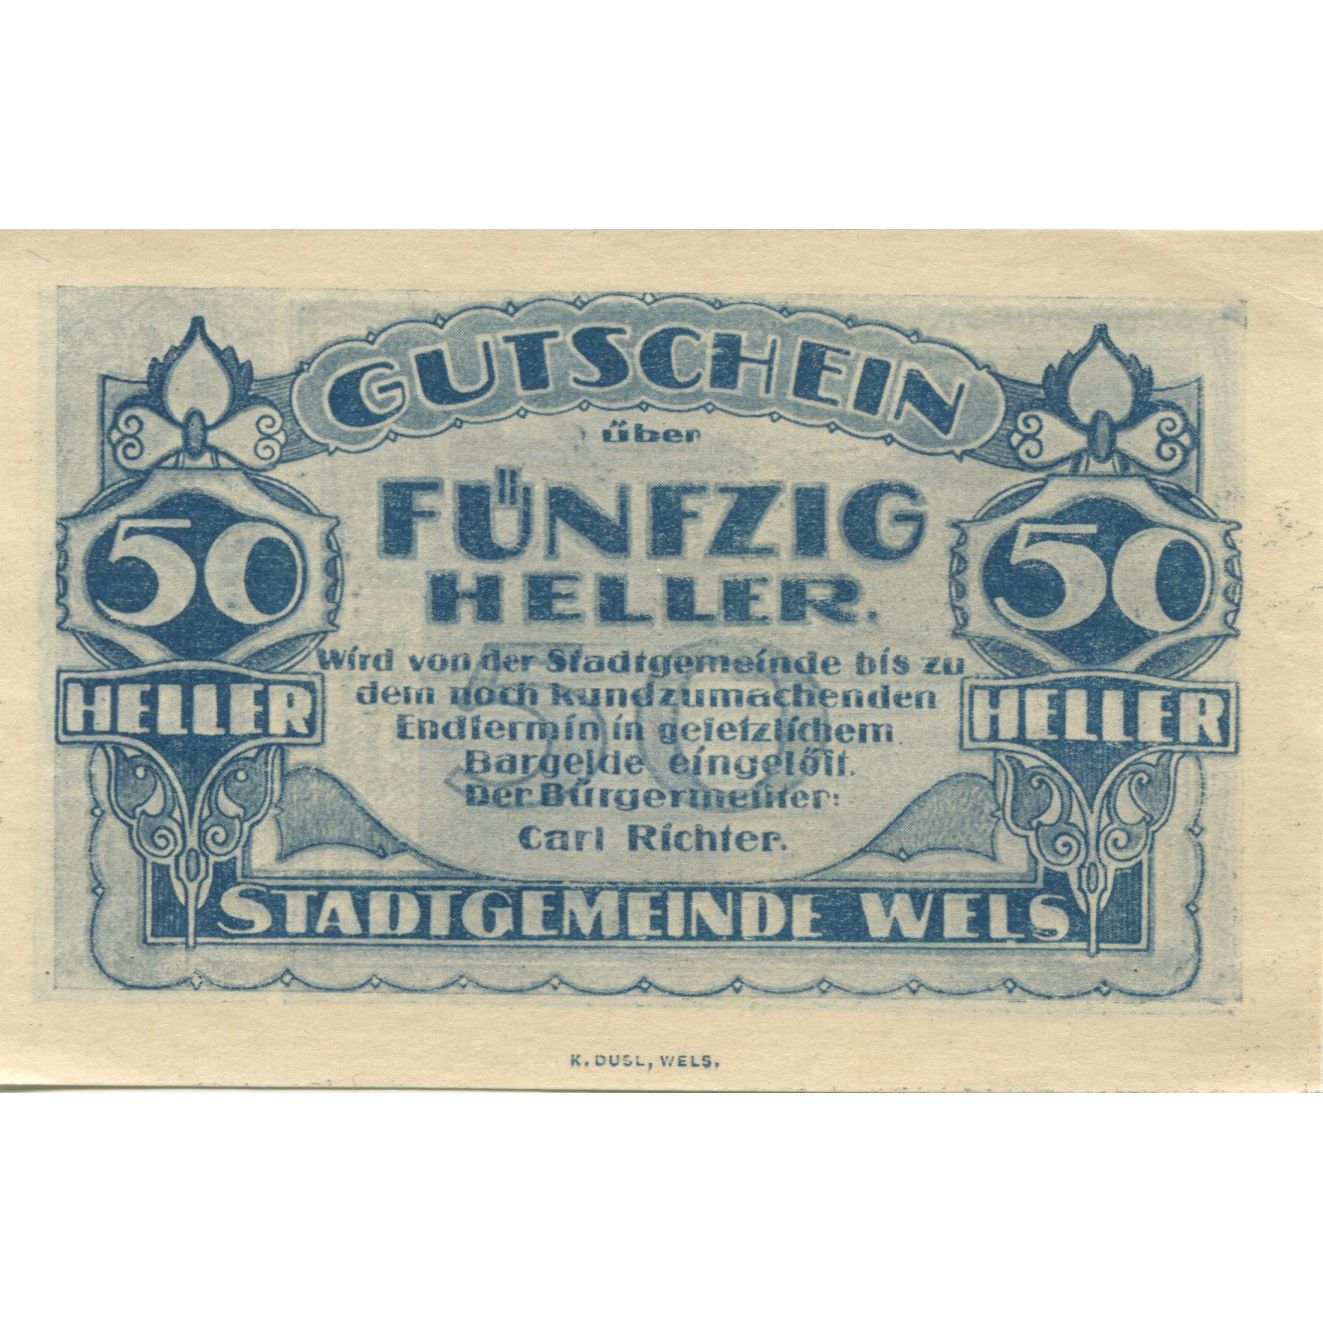 GUTSCHEIN
über
FÜNFZIG
HELLER.
50
HELLER
50
HELLER
Wird von der Stadtgemeinde bis zu
dem noch kundzumachenden
Endtermin in geſetzlichem
Bargelde eingelöſt.
Der Bürgermeiſter:
Carl Richter.
STADTGEMEINDE WELS
50
K. DUSL, WELS.